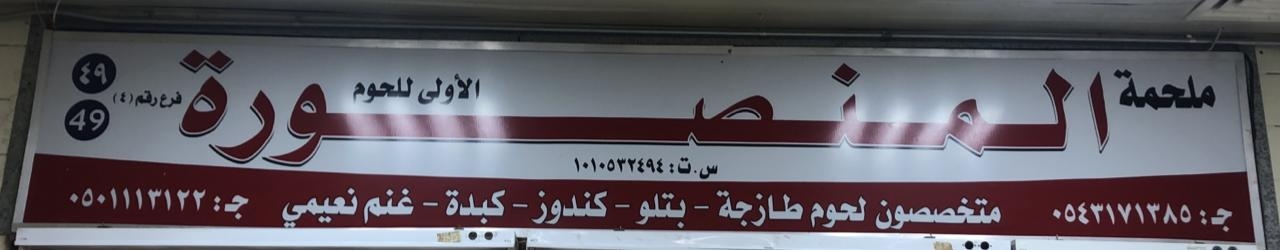 ملحمة المنصورة الأولى للحوم
فرع رقم (٤)
٤٩
49
س.ت: ١٠١٠٥٣٢٤٩٤
ج: ٠٥٤٣١٧١٣٨٥ متخصصون لحوم طازجة - بتلو - كندوز - كبدة - غنم نعيمي ج: ٠٥٠١١١٣١٢٢